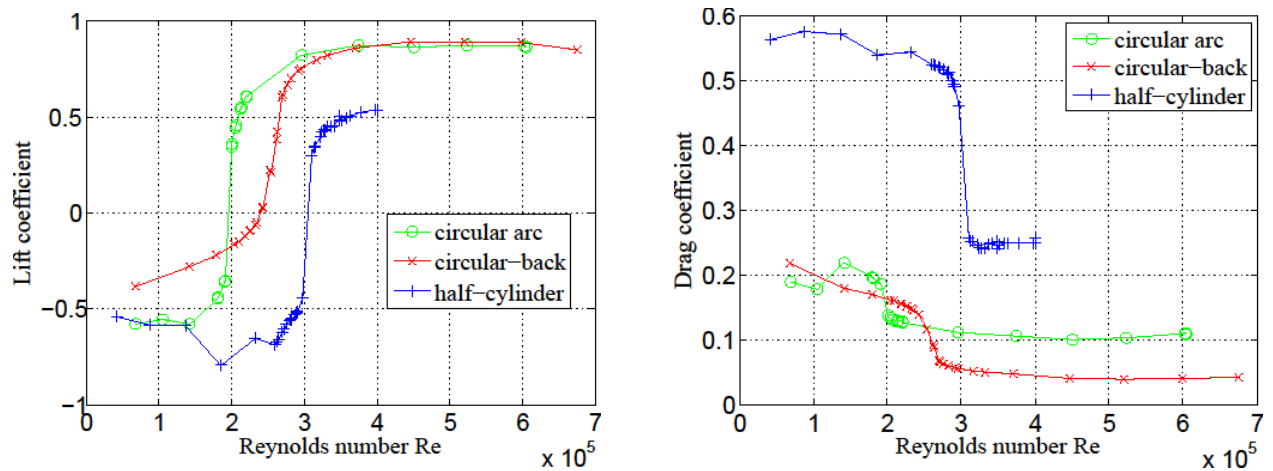 1
0.5
0
−0.5
−1
Lift coefficient
circular arc
circular−back
half−cylinder
0 1 2 3 4 5 6 7
Reynolds number Re
x 10^5
0.6
0.5
0.4
0.3
0.2
0.1
0
Drag coefficient
circular arc
circular−back
half−cylinder
0 1 2 3 4 5 6 7
Reynolds number Re
x 10^5